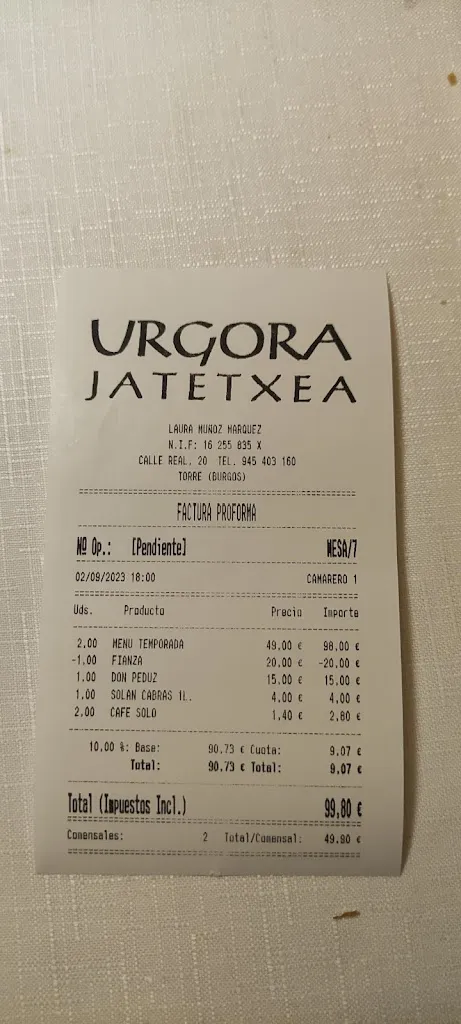 URGORA
JATETXEA
LAURA MUÑOZ MARQUEZ
N.I.F: 16 255 835 X
CALLE REAL, 20 TEL. 945 403 160
TORRE (BURGOS)
FACTURA PROFORMA
Nº Op.: [Pendiente] MESA/7
02/09/2023 18:00 CAMARERO 1
Uds. Producto Precio Importe
2.00 MENU TEMPORADA 49,00 € 98,00 €
-1.00 FIANZA 20,00 € -20,00 €
1.00 DON PEDUZ 15,00 € 15,00 €
1.00 SOLAN CABRAS 1L. 4,00 € 4,00 €
2,00 CAFE SOLO 1,40 € 2,80 €
10,00 %: Base: 90,73 € Cuota: 9,07 €
Total: 90,73 € Total: 9,07 €
Total (Impuestos Incl.) 99,80 €
Comensales: 2 Total/Comensal: 49,90 €